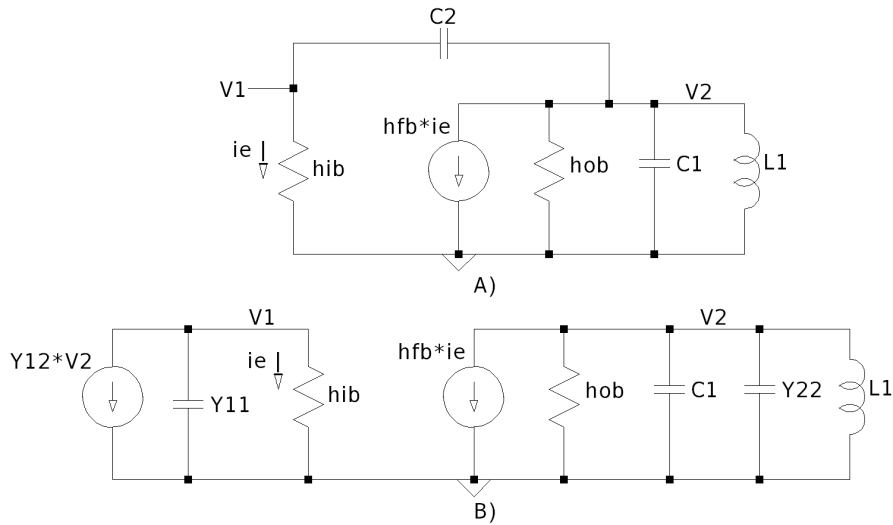 C2
V1
V2
hfb*ie
ie
hib
hob
C1
L1
A)
V1
V2
Y12*V2
ie
hfb*ie
hib
Y11
hob
C1
Y22
L1
B)